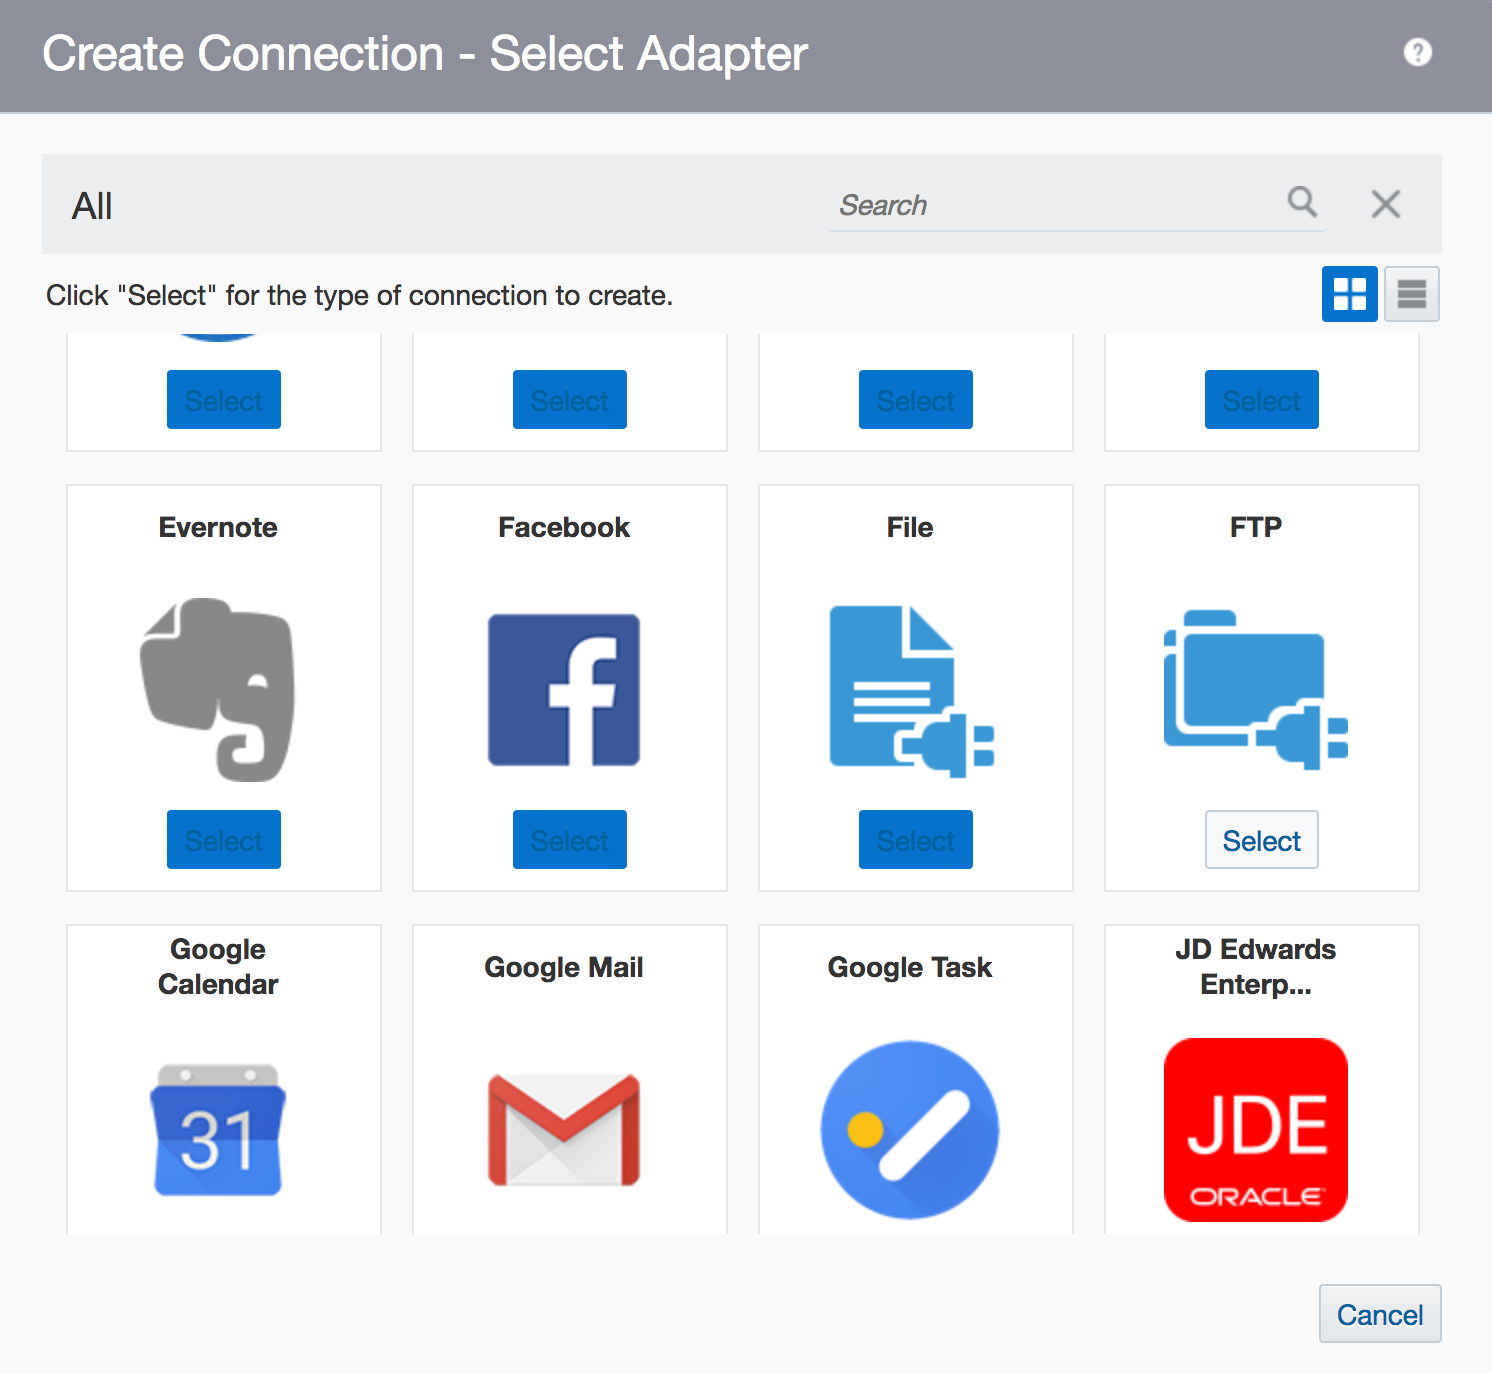 Create Connection - Select Adapter
?
All
Search
Click "Select" for the type of connection to create.
Select Select Select Select
Evernote Facebook File FTP
f
Select Select Select Select
Google
Calendar
Google Mail
Google Task
JD Edwards
Enterp...
31
JDE
ORACLE
Cancel